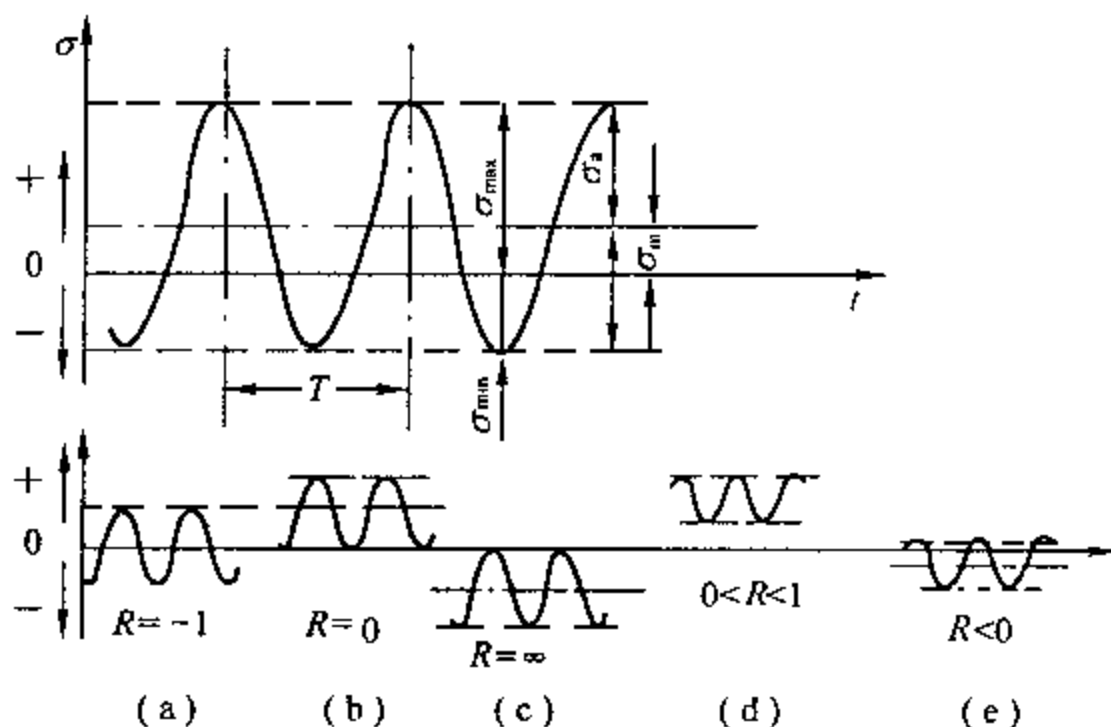 σ
+
0
−
σmax
σa
σm
t
T
σmin
+
0
−
R=-1
R=0
R=∞
0<R<1
R<0
(a) (b) (c) (d) (e)